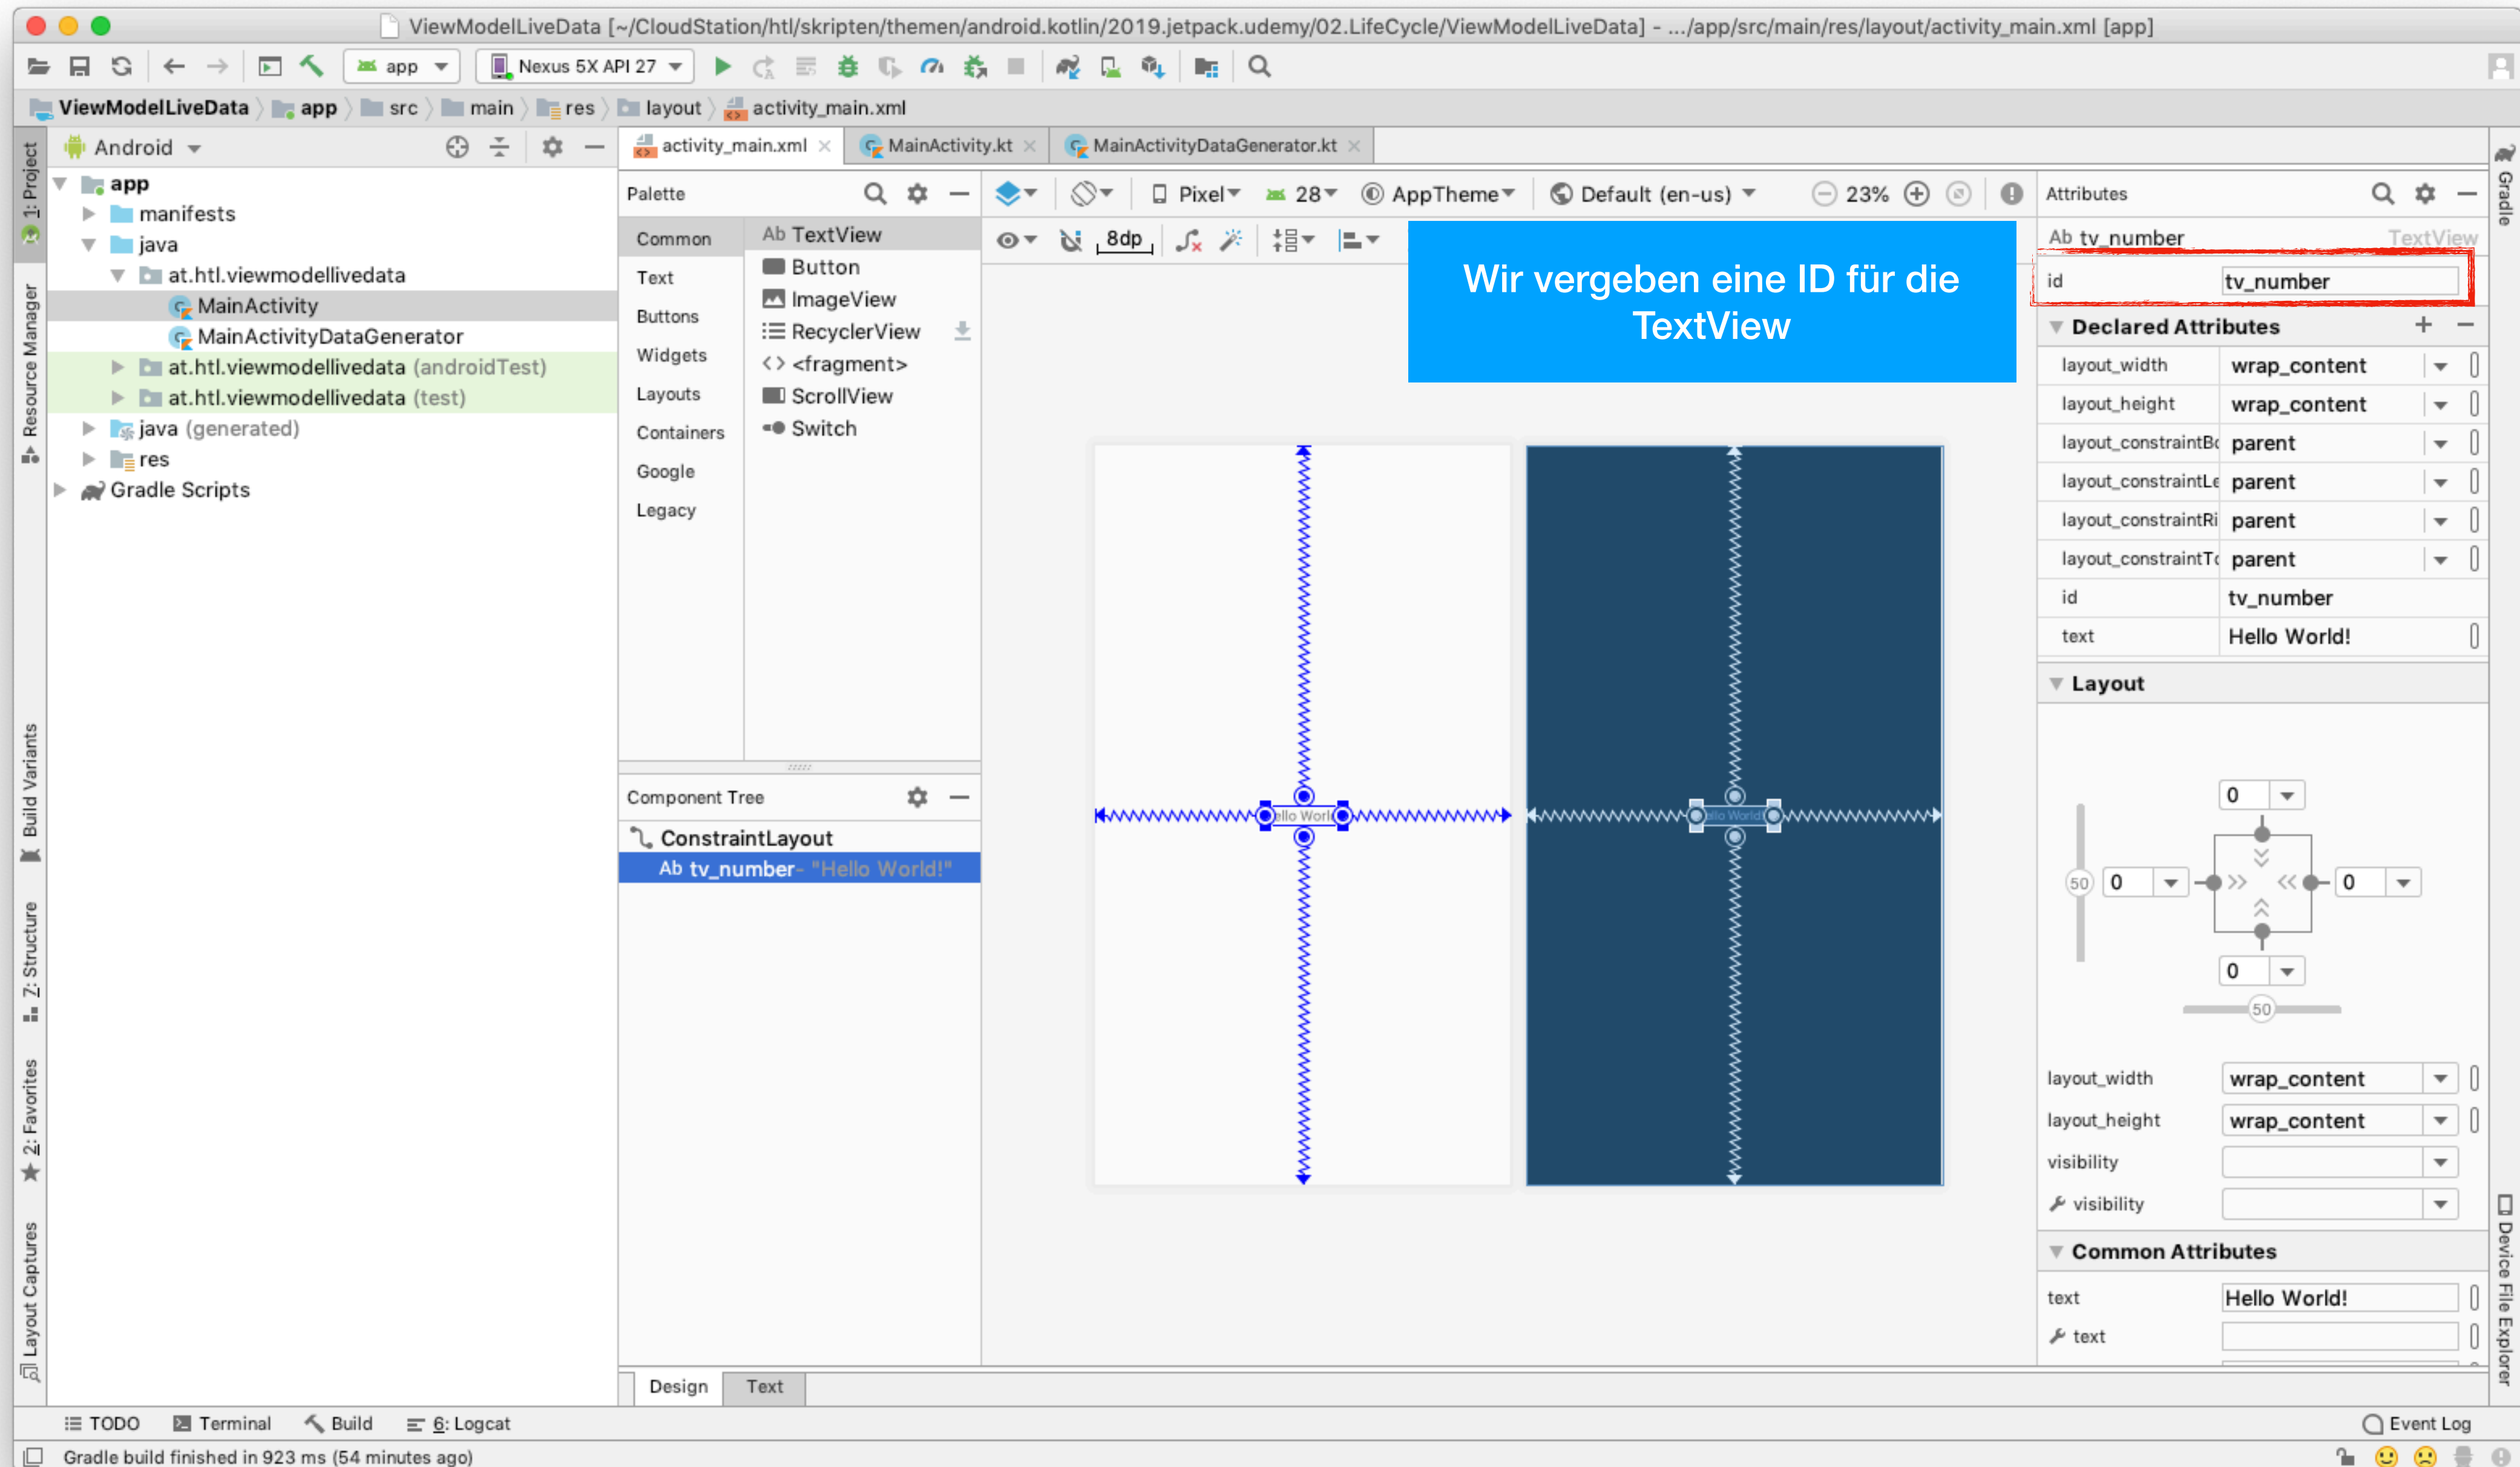 ViewModelLiveData [~/CloudStation/htl/skripten/themen/android.kotlin/2019.jetpack.udemy/02.LifeCycle/ViewModelLiveData] - .../app/src/main/res/layout/activity_main.xml [app]
app
Nexus 5X API 27
ViewModelLiveData
app
src
main
res
layout
activity_main.xml
1: Project
Resource Manager
Build Variants
7: Structure
2: Favorites
Layout Captures
Android
app
manifests
java
at.htl.viewmodellivedata
MainActivity
MainActivityDataGenerator
at.htl.viewmodellivedata (androidTest)
at.htl.viewmodellivedata (test)
java (generated)
res
Gradle Scripts
activity_main.xml
MainActivity.kt
MainActivityDataGenerator.kt
Palette
Common
Text
Buttons
Widgets
Layouts
Containers
Google
Legacy
Ab TextView
Button
ImageView
RecyclerView
<fragment>
ScrollView
Switch
Component Tree
ConstraintLayout
Ab tv_number- "Hello World!"
Pixel
28
AppTheme
Default (en-us)
23%
8dp
Wir vergeben eine ID für die
TextView
ello Worl
Attributes
Ab tv_number TextView
id tv_number
Declared Attributes
layout_width wrap_content
layout_height wrap_content
layout_constraintBo parent
layout_constraintLe parent
layout_constraintRi parent
layout_constraintTo parent
id tv_number
text Hello World!
Layout
0
50 0 0
0
50
layout_width wrap_content
layout_height wrap_content
visibility
visibility
Common Attributes
text Hello World!
text
Gradle
Device File Explorer
Design Text
TODO
Terminal
Build
6: Logcat
Event Log
Gradle build finished in 923 ms (54 minutes ago)